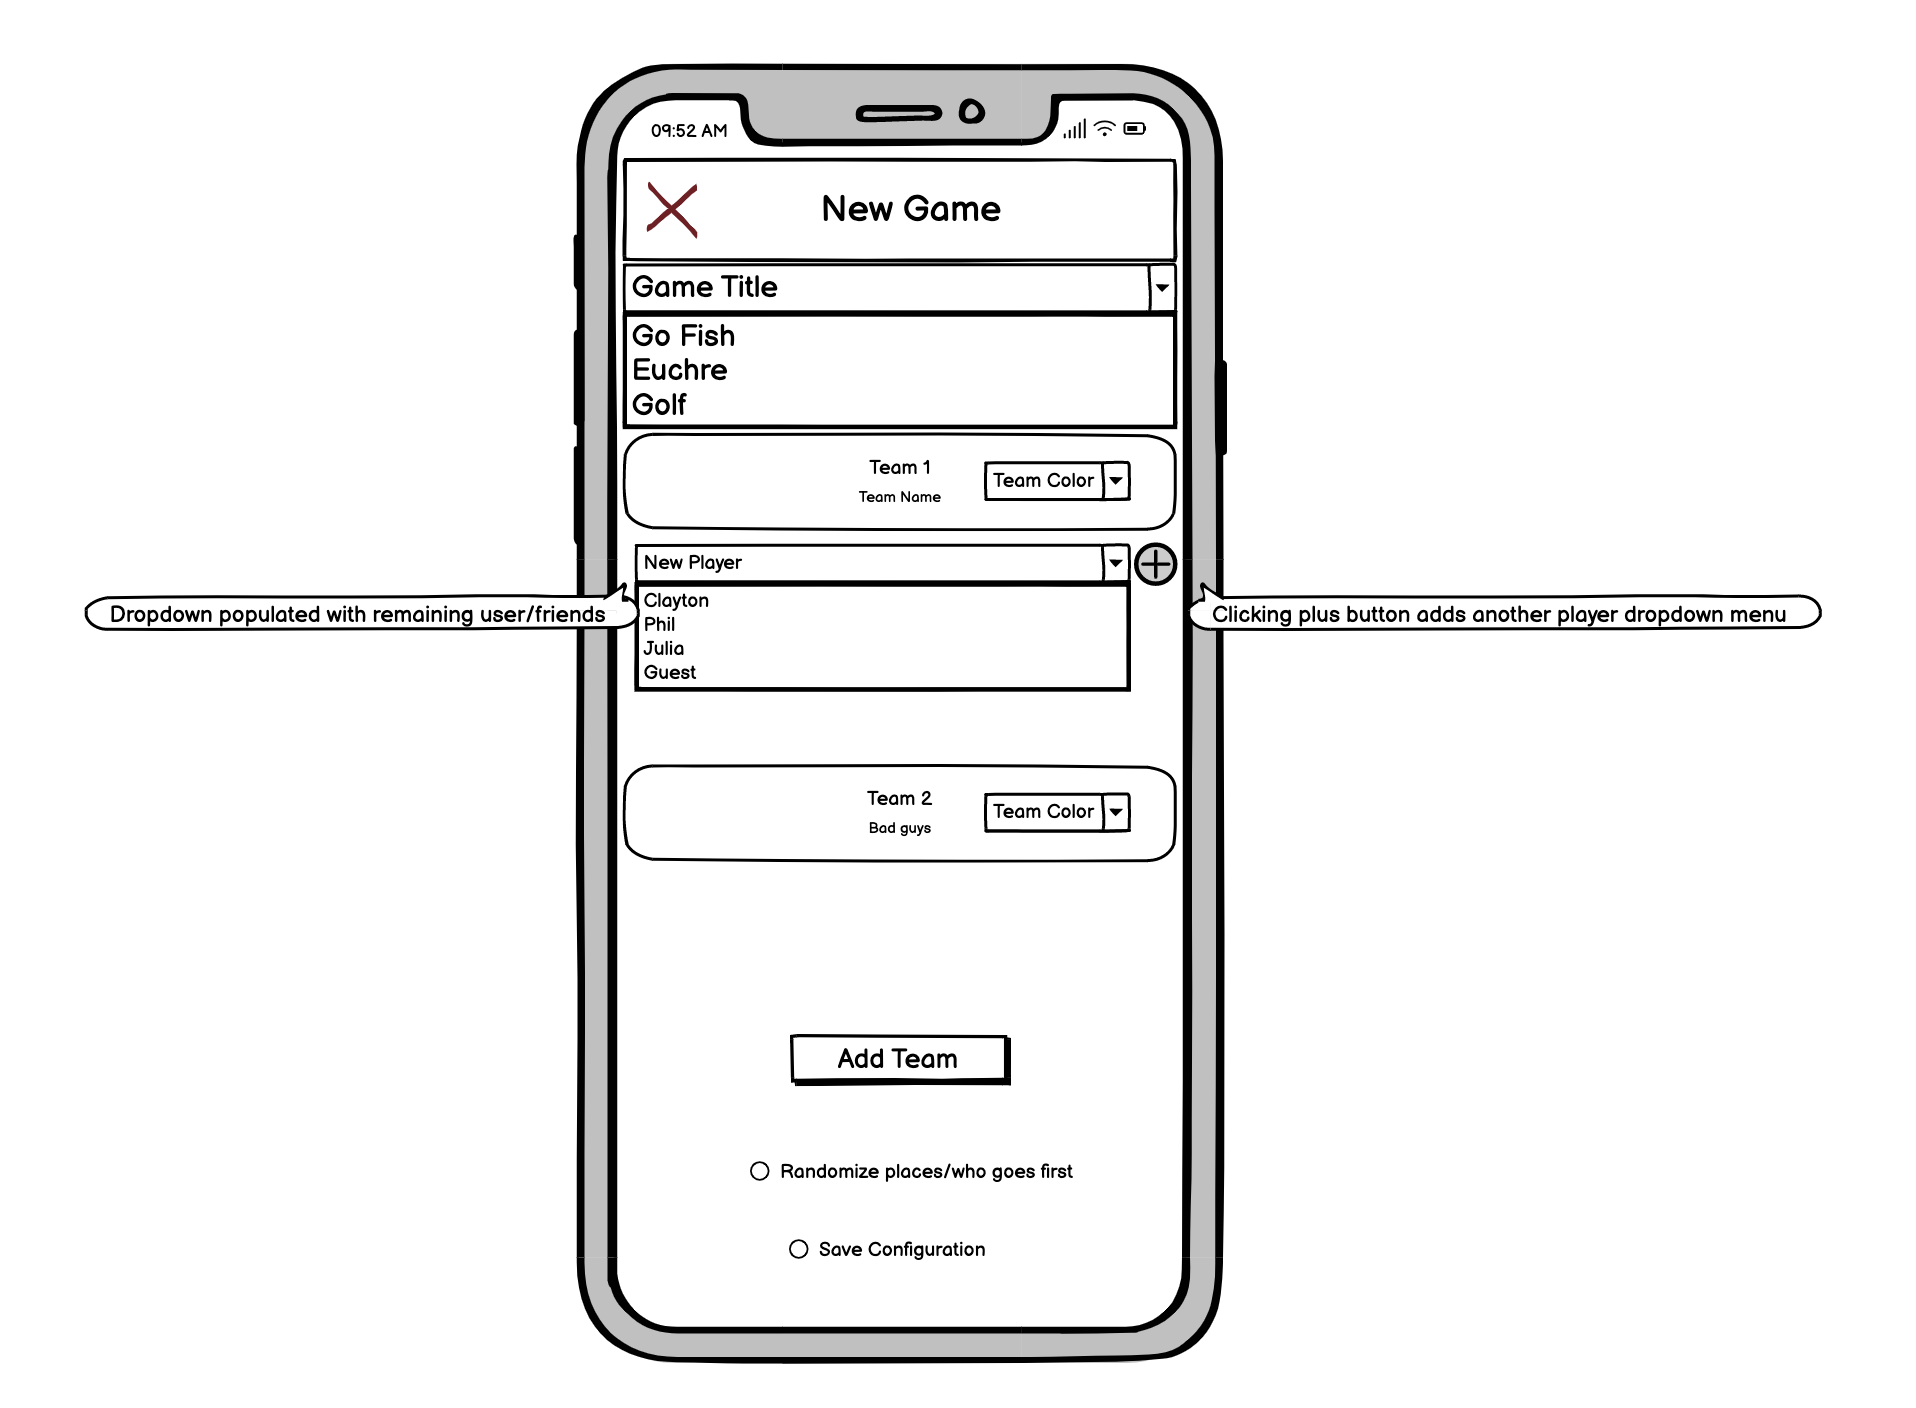 09:52 AM
New Game
Game Title
Go Fish
Euchre
Golf
Team 1
Team Name
Team Color
New Player
Dropdown populated with remaining user/friends
Clicking plus button adds another player dropdown menu
Clayton
Phil
Julia
Guest
Team 2
Bad guys
Team Color
Add Team
Randomize places/who goes first
Save Configuration